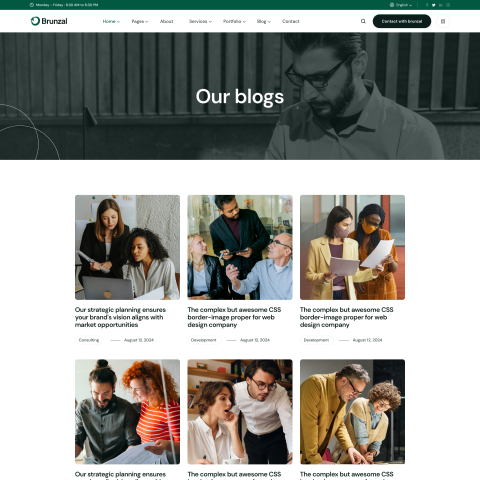 Monday - Friday : 8:00 AM to 6:00 PM
English
Brunzal
Home
Pages
About
Services
Portfolio
Blog
Contact
Contact with brunzal
Our blogs
Our strategic planning ensures
your brand's vision aligns with
market opportunities
Consulting
August 13, 2024
The complex but awesome CSS
border-image proper for web
design company
Development
August 12, 2024
The complex but awesome CSS
border-image proper for web
design company
Development
August 12, 2024
Our strategic planning ensures
The complex but awesome CSS
The complex but awesome CSS